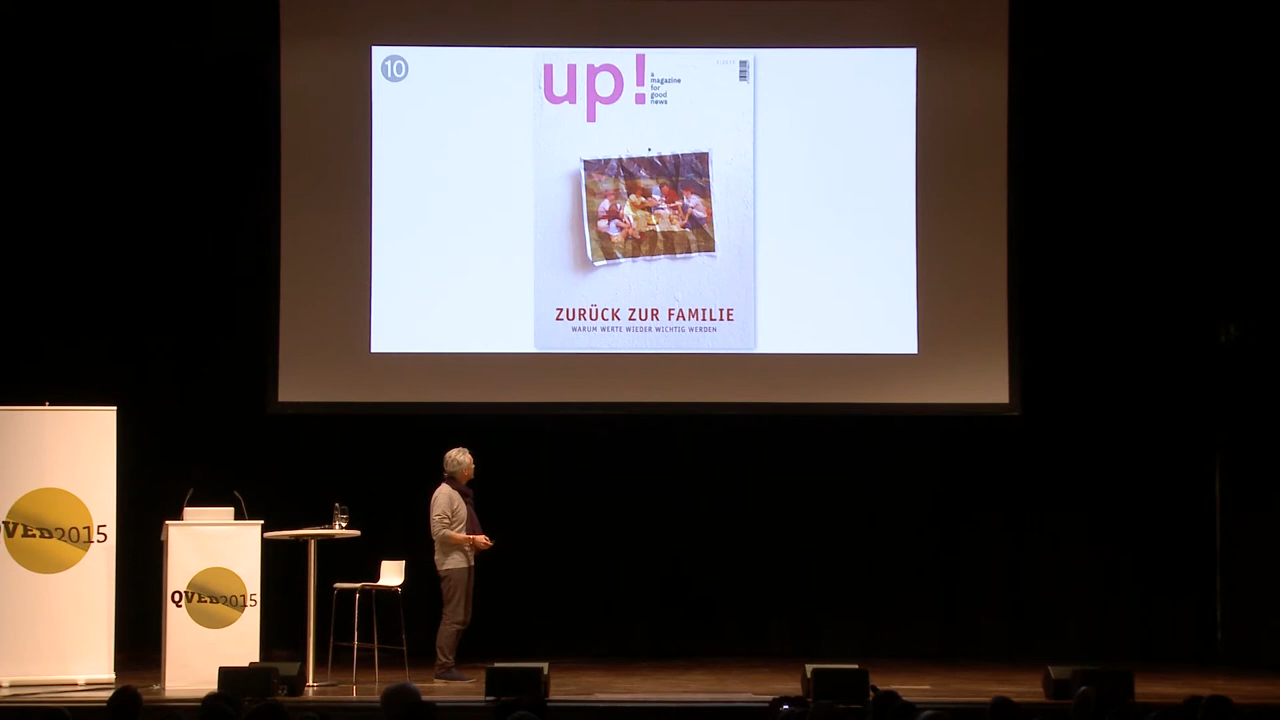 10
up!
a
magazine
for
good
news
ZURÜCK ZUR FAMILIE
WARUM WERTE WIEDER WICHTIG WERDEN
QVED2015
QVED2015